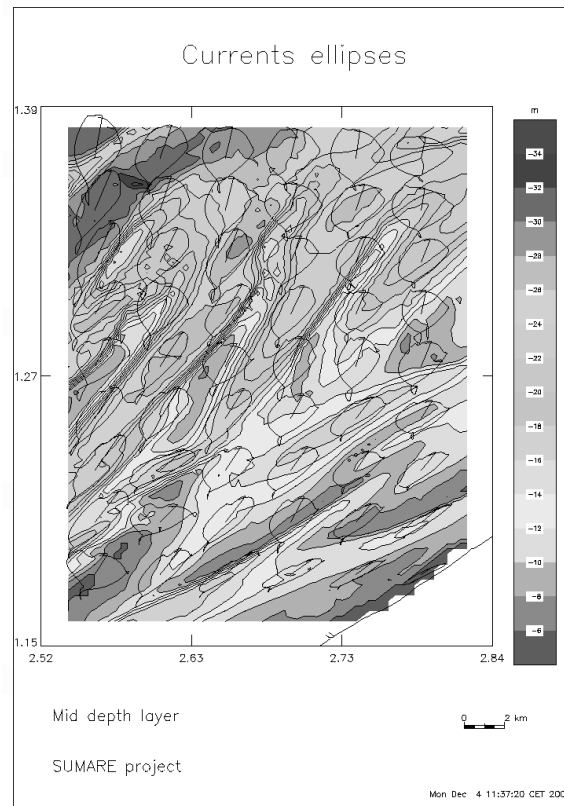 Currents ellipses
1.39
m
-34
-32
-30
-28
-26
-24
-22
-20
-18
-16
-14
-12
-10
-8
-6
1.27
1.15
2.52 2.63 2.73 2.84
Mid depth layer
0 2 km
SUMARE project
Mon Dec 4 11:37:20 CET 200